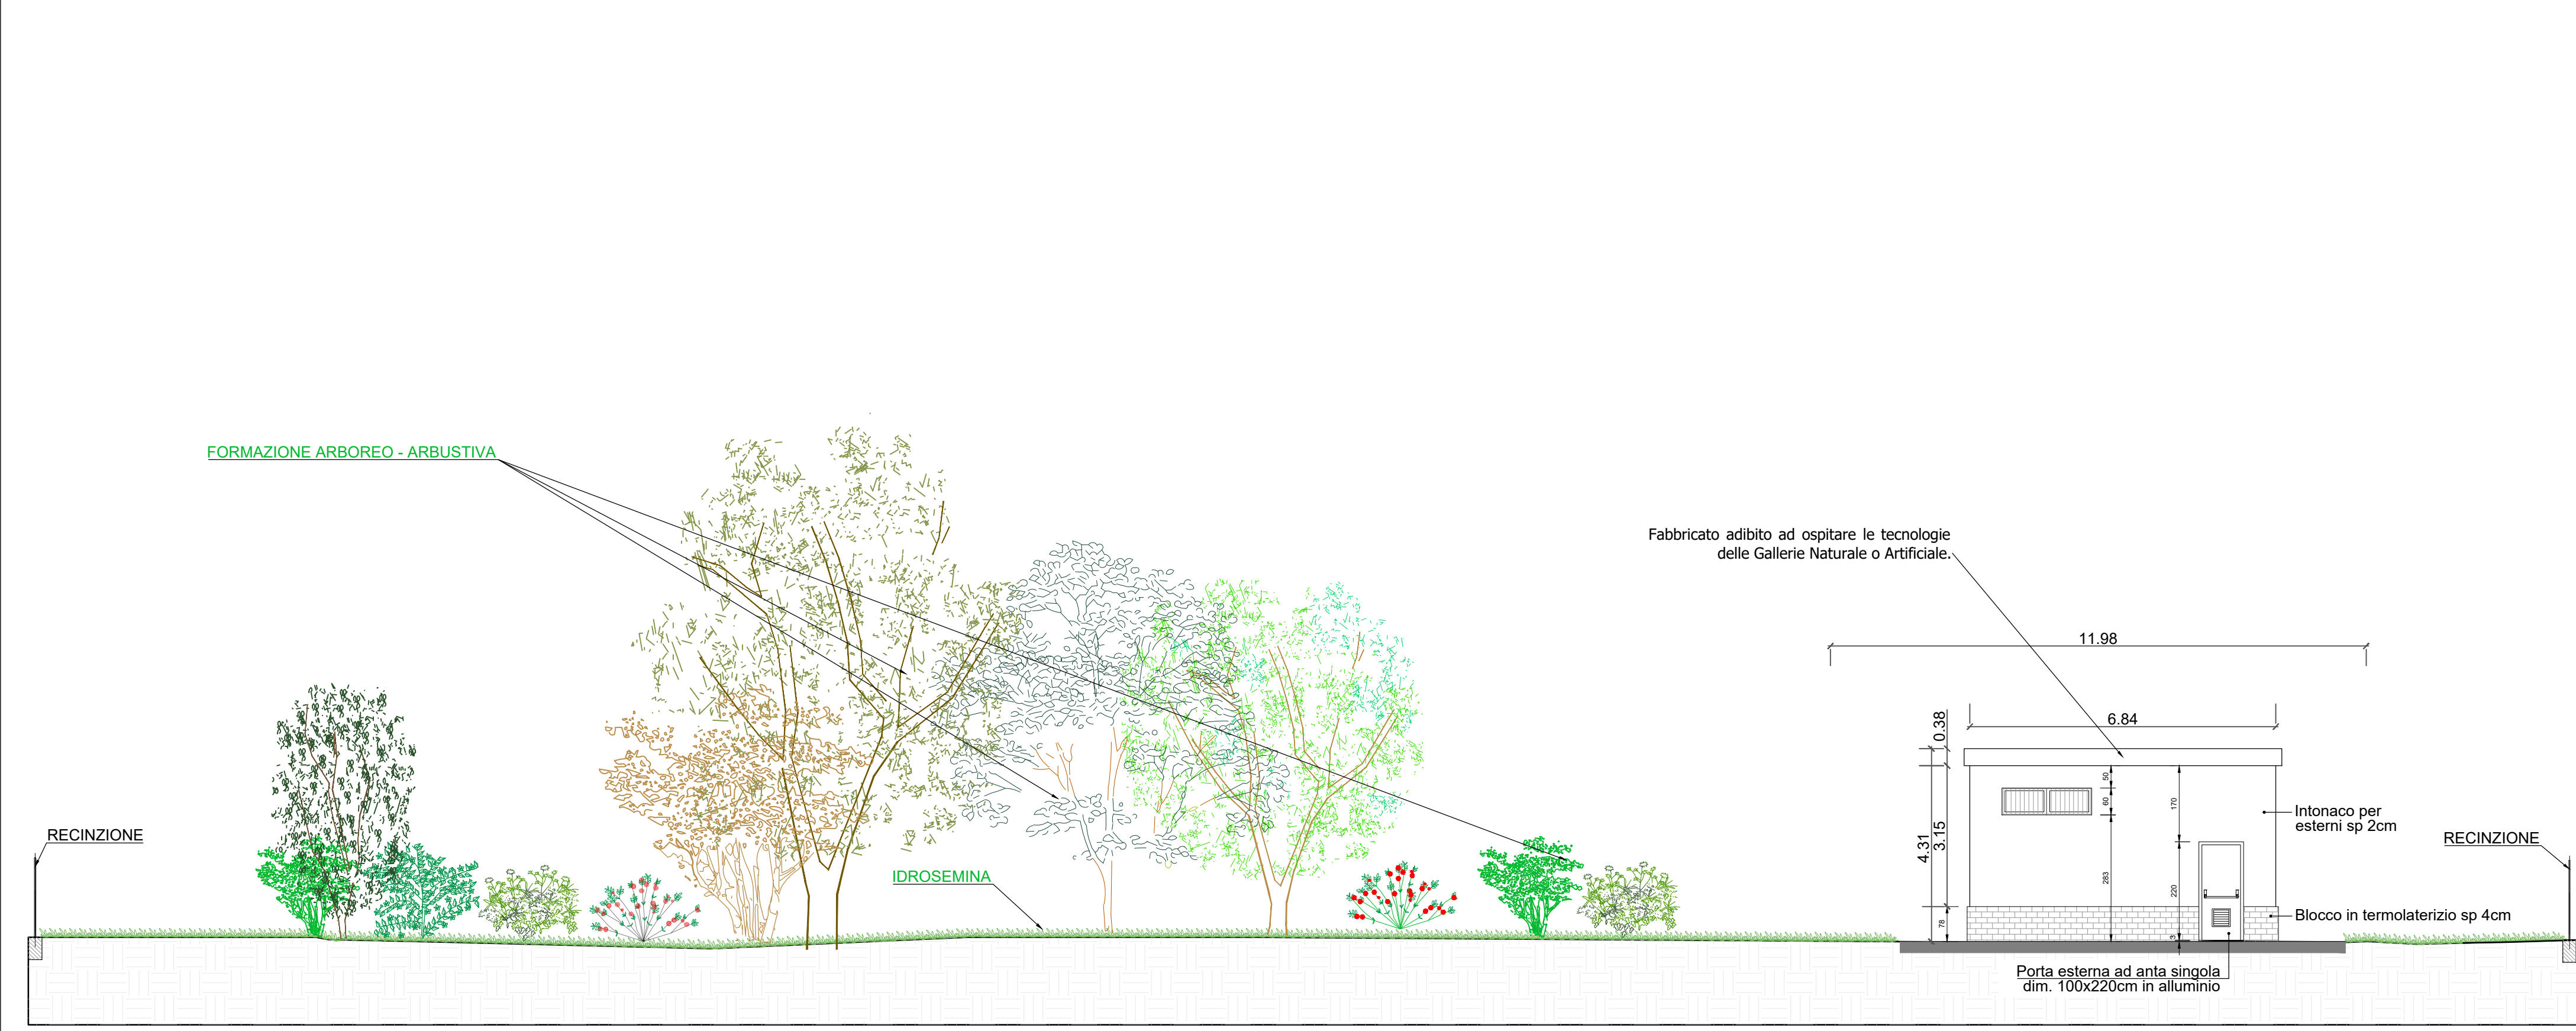 FORMAZIONE ARBOREO - ARBUSTIVA
Fabbricato adibito ad ospitare le tecnologie
delle Gallerie Naturale o Artificiale.
11.98
6.84
0.38
4.31
3.15
50
60
170
283
220
78
3
Intonaco per
esterni sp 2cm
RECINZIONE
RECINZIONE
IDROSEMINA
Blocco in termolaterizio sp 4cm
Porta esterna ad anta singola
dim. 100x220cm in alluminio